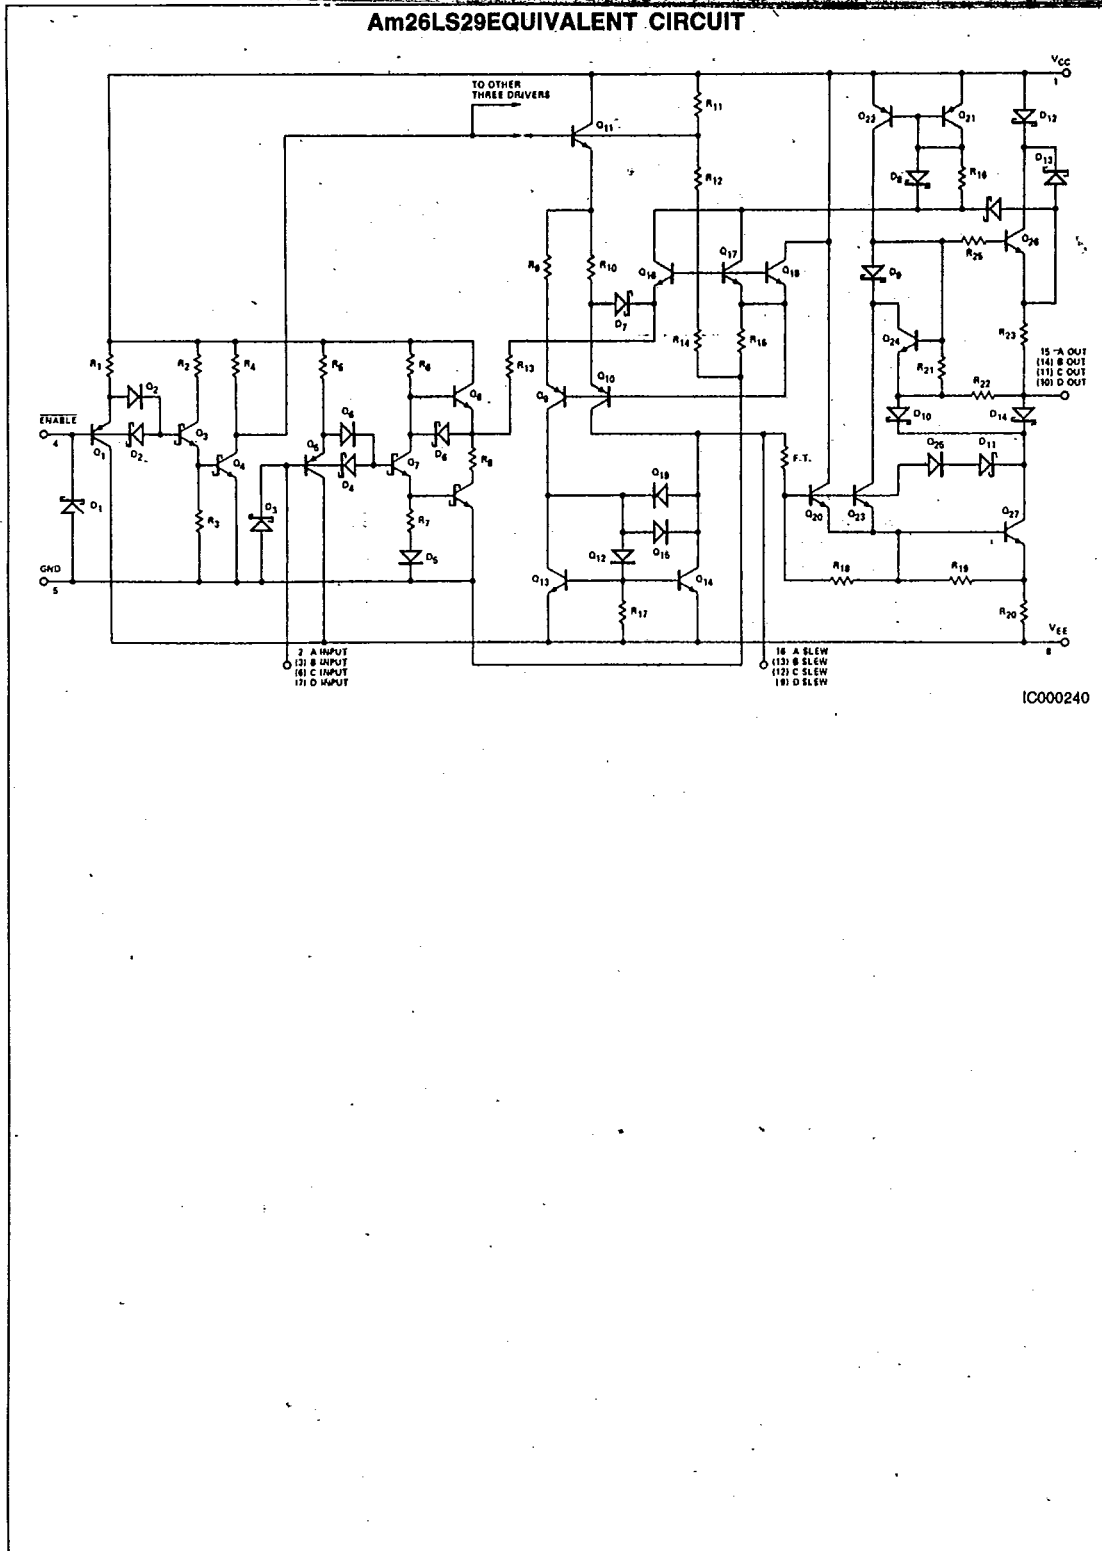 Am26LS29EQUIVALENT CIRCUIT
VCC
1
TO OTHER
THREE DRIVERS
R11
Q11
Q22
Q21
D12
D13
R12
D8
R16
R9
R10
Q16
Q17
Q18
R25
Q26
D7
D9
R1
R2
R4
R5
R6
R13
R14
R15
Q24
R21
R23
15 A OUT
(14) B OUT
(11) C OUT
(10) D OUT
Q2
Q8
Q9
Q10
R22
ENABLE
4
Q1
D2
Q3
Q4
Q5
Q6
D4
Q7
D6
R8
F.T.
D10
D14
Q25
D11
D1
R3
D3
R7
D5
Q19
Q15
Q12
Q20
Q23
Q27
GND
5
Q13
Q14
R17
R18
R19
R20
VEE
8
2 A INPUT
(3) B INPUT
(6) C INPUT
(7) D INPUT
16 A SLEW
(13) B SLEW
(12) C SLEW
(9) D SLEW
IC000240